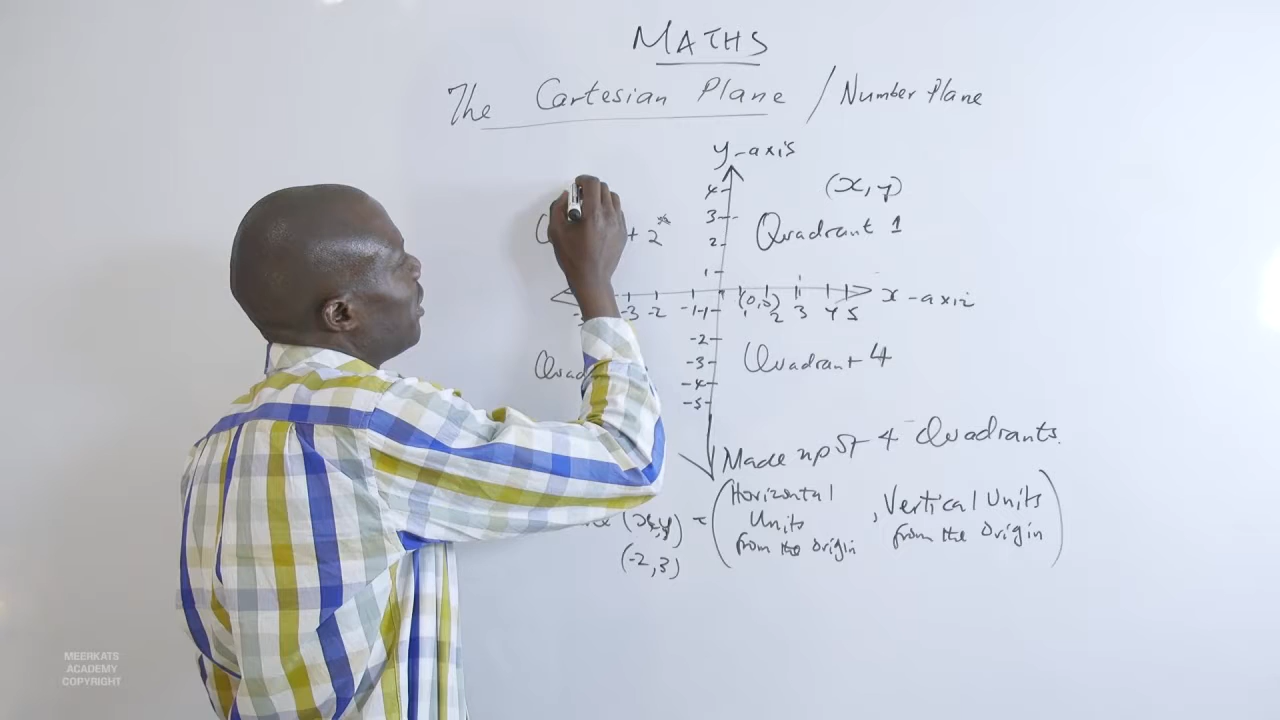 MATHS
The Cartesian Plane / Number Plane
y-axis
(x, y)
4
3
2
1
Quadrant 1
+ 2
-3 -2 -1 -1 (0,0) 2 3 4 5 x-axis
-2
-3
-4
-5
Quad
Quadrant 4
Made up of 4 Quadrants.
(x,y) = (Horizontal Units from the Origin , Vertical Units from the Origin)
(-2,3)
MEERKATS
ACADEMY
COPYRIGHT